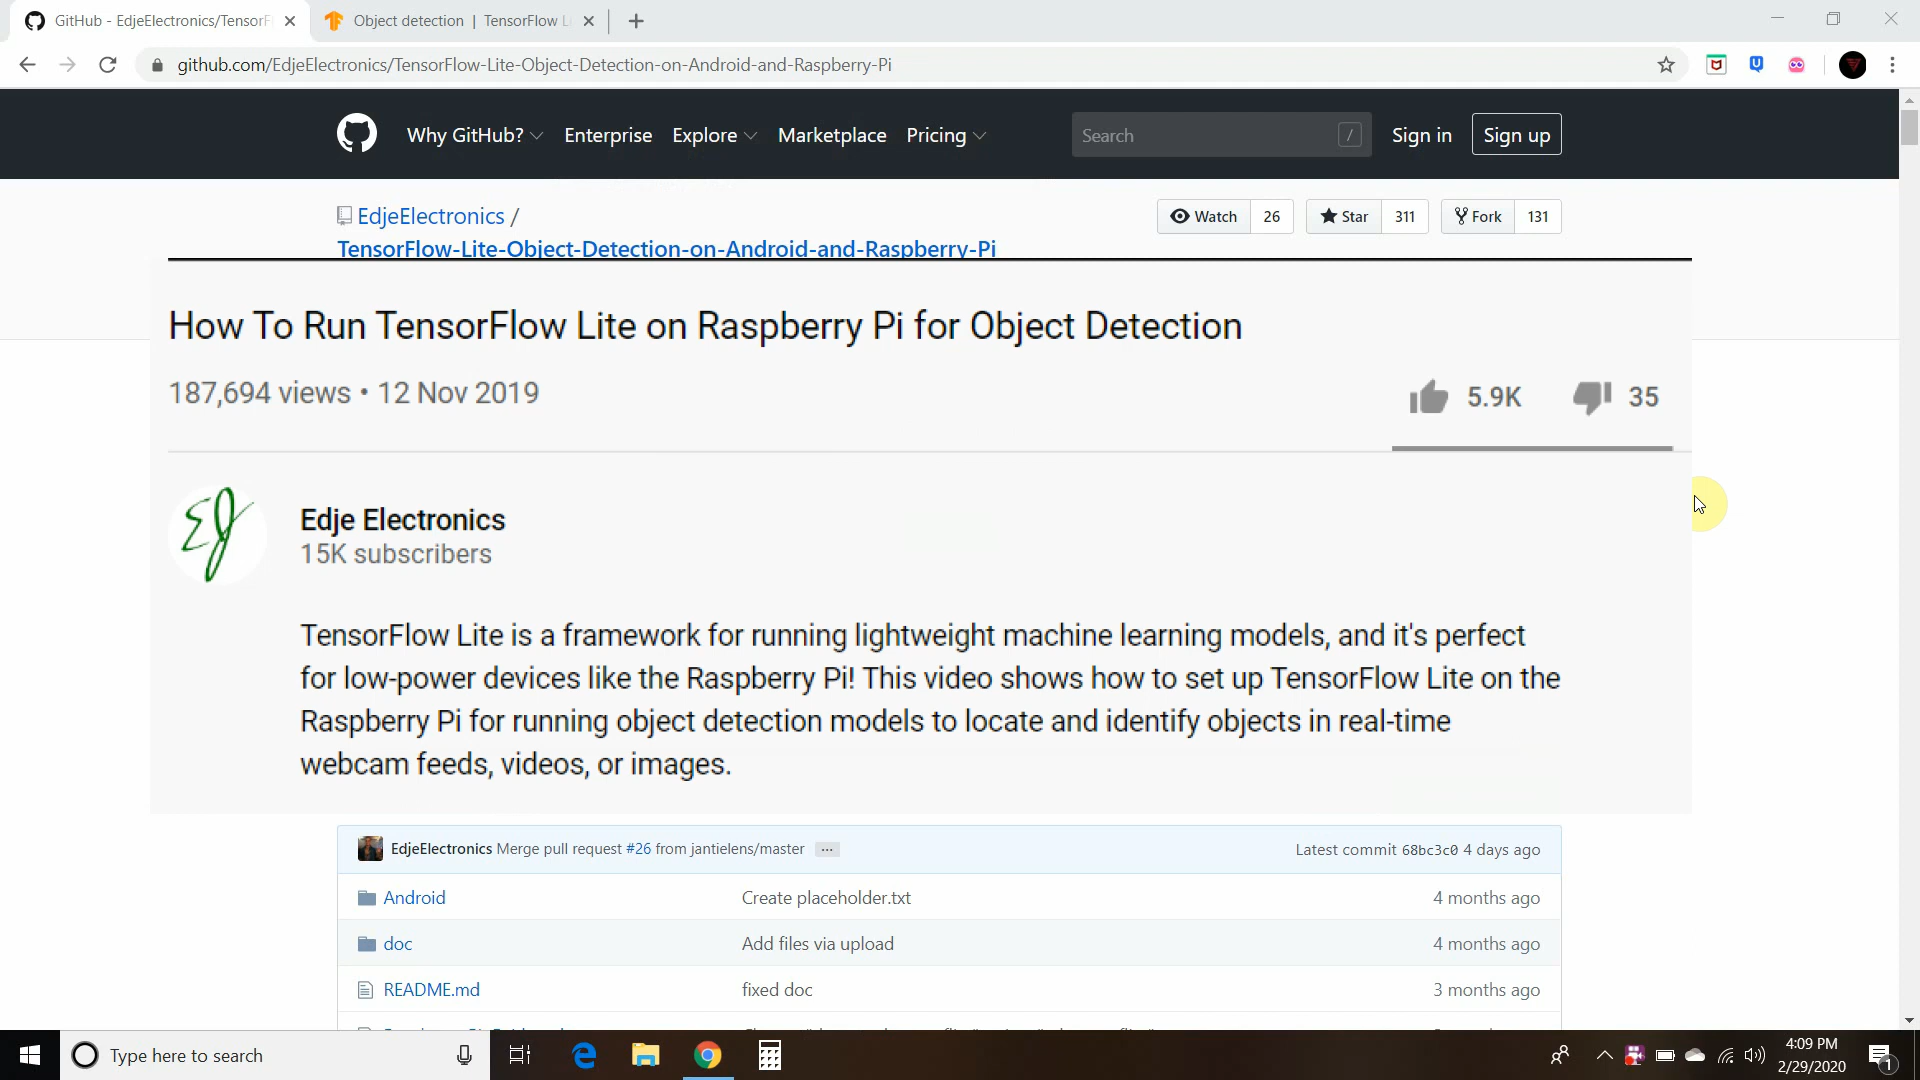 GitHub - EdjeElectronics/TensorF
Object detection | TensorFlow L
github.com/EdjeElectronics/TensorFlow-Lite-Object-Detection-on-Android-and-Raspberry-Pi
Why GitHub? Enterprise Explore Marketplace Pricing Search / Sign in Sign up
EdjeElectronics /
Watch 26 Star 311 Fork 131
TensorFlow-Lite-Object-Detection-on-Android-and-Raspberry-Pi
How To Run TensorFlow Lite on Raspberry Pi for Object Detection
187,694 views • 12 Nov 2019
5.9K 35
EJ
Edje Electronics
15K subscribers
TensorFlow Lite is a framework for running lightweight machine learning models, and it's perfect
for low-power devices like the Raspberry Pi! This video shows how to set up TensorFlow Lite on the
Raspberry Pi for running object detection models to locate and identify objects in real-time
webcam feeds, videos, or images.
EdjeElectronics Merge pull request #26 from jantielens/master ...
Latest commit 68bc3c0 4 days ago
Android Create placeholder.txt 4 months ago
doc Add files via upload 4 months ago
README.md fixed doc 3 months ago
Type here to search
4:09 PM
2/29/2020
1